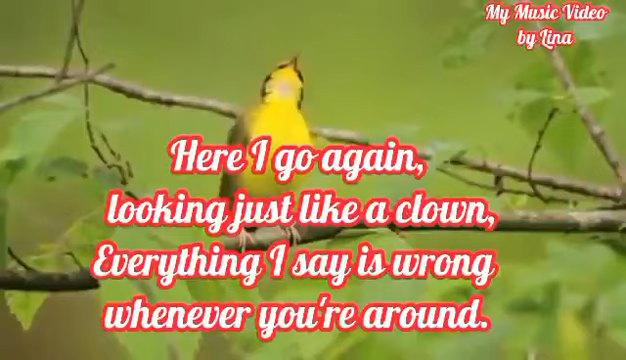 My Music Video
by Lina
Here I go again,
looking just like a clown,
Everything I say is wrong
whenever you're around.